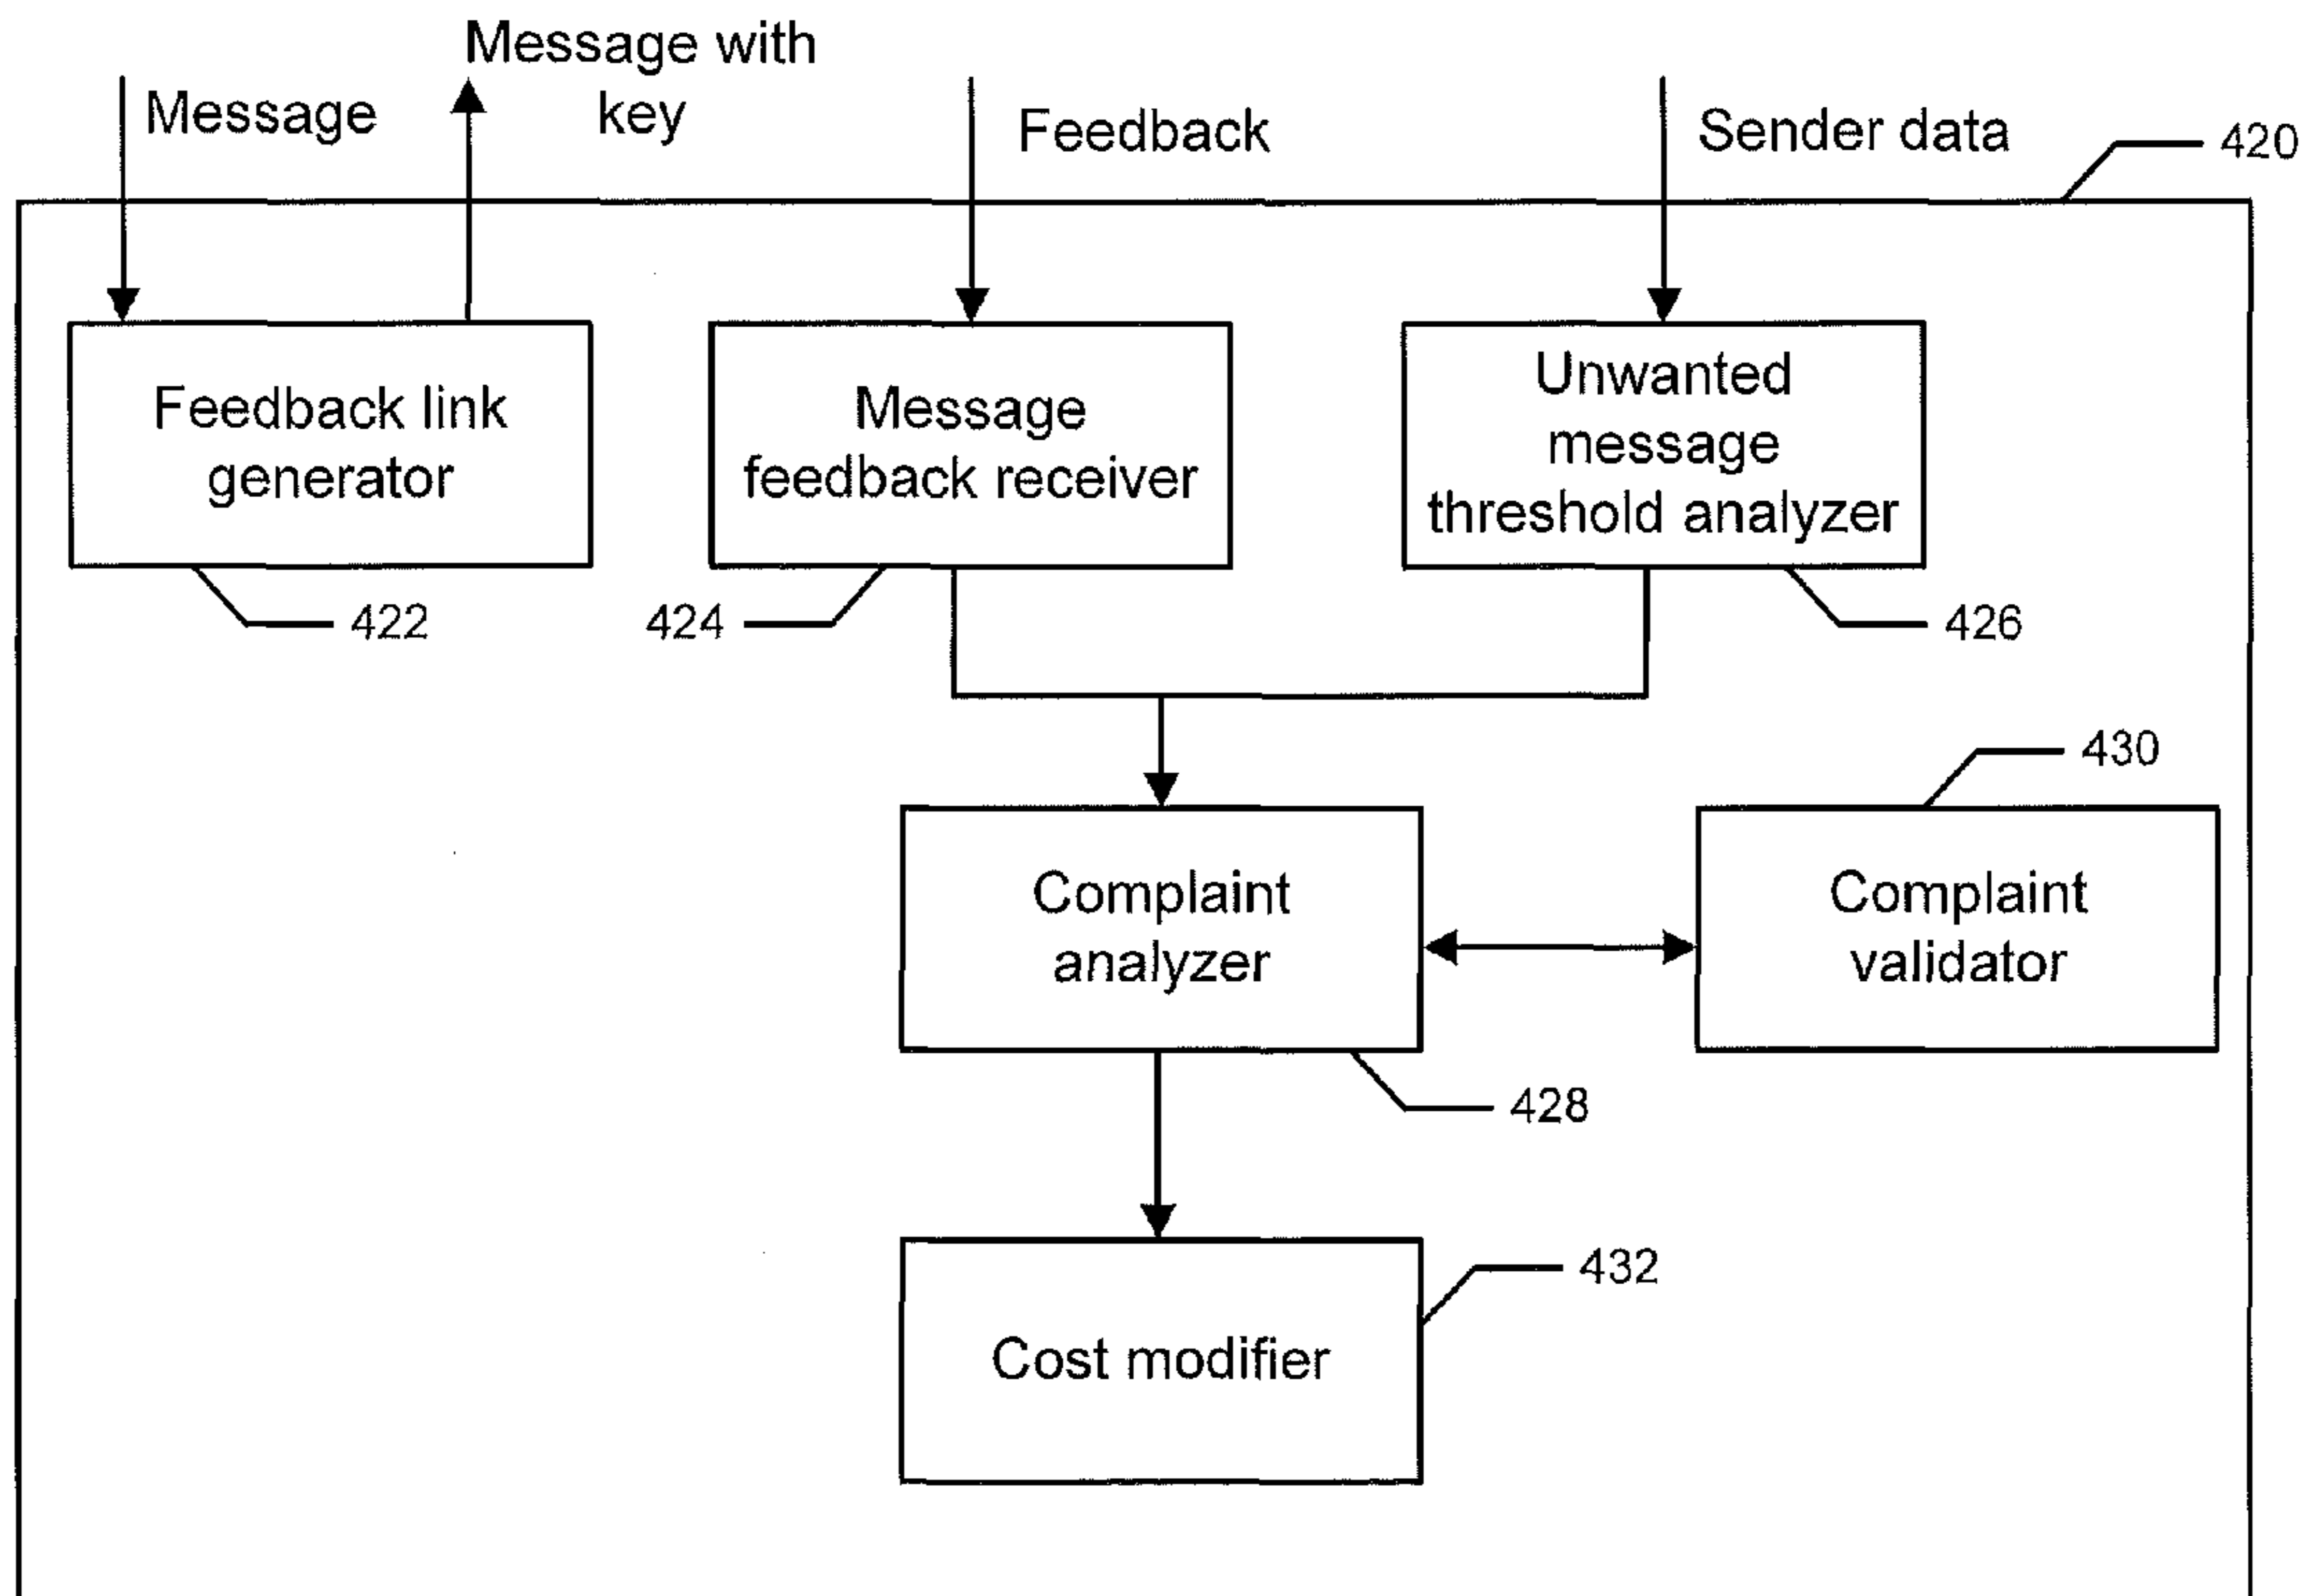 Message with
key
Message
Feedback
Sender data
420
Feedback link
generator
Message
feedback receiver
Unwanted
message
threshold analyzer
422
424
426
430
Complaint
analyzer
Complaint
validator
428
432
Cost modifier